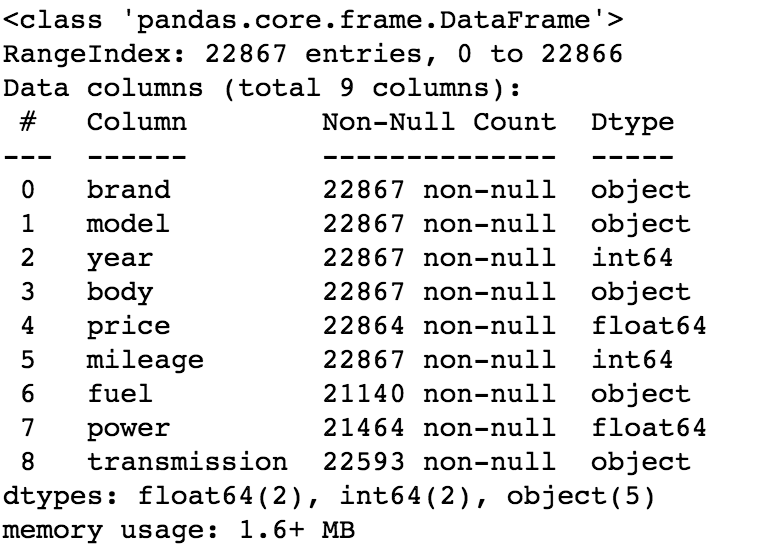 <class 'pandas.core.frame.DataFrame'>
RangeIndex: 22867 entries, 0 to 22866
Data columns (total 9 columns):
 #   Column        Non-Null Count  Dtype
---  ------        --------------  -----
 0   brand         22867 non-null  object
 1   model         22867 non-null  object
 2   year          22867 non-null  int64
 3   body          22867 non-null  object
 4   price         22864 non-null  float64
 5   mileage       22867 non-null  int64
 6   fuel          21140 non-null  object
 7   power         21464 non-null  float64
 8   transmission  22593 non-null  object
dtypes: float64(2), int64(2), object(5)
memory usage: 1.6+ MB